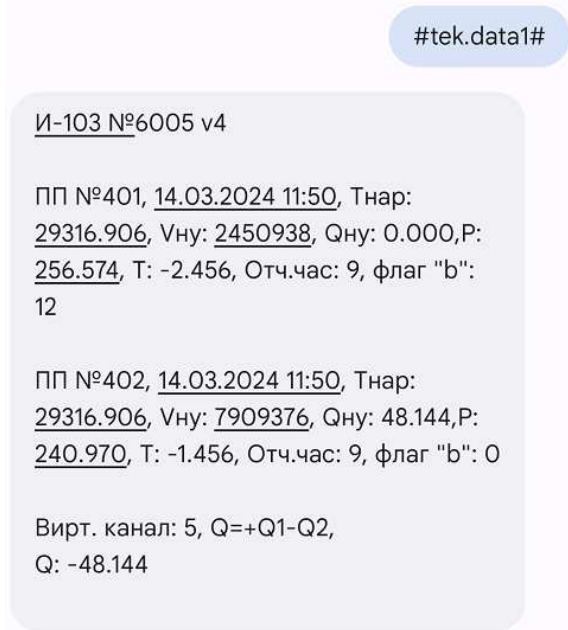 #tek.data1#
И-103 №6005 v4
ПП №401, 14.03.2024 11:50, Тнар:
29316.906, Vну: 2450938, Qну: 0.000,P:
256.574, T: -2.456, Отч.час: 9, флаг "b":
12
ПП №402, 14.03.2024 11:50, Тнар:
29316.906, Vну: 7909376, Qну: 48.144,P:
240.970, T: -1.456, Отч.час: 9, флаг "b": 0
Вирт. канал: 5, Q=+Q1-Q2,
Q: -48.144